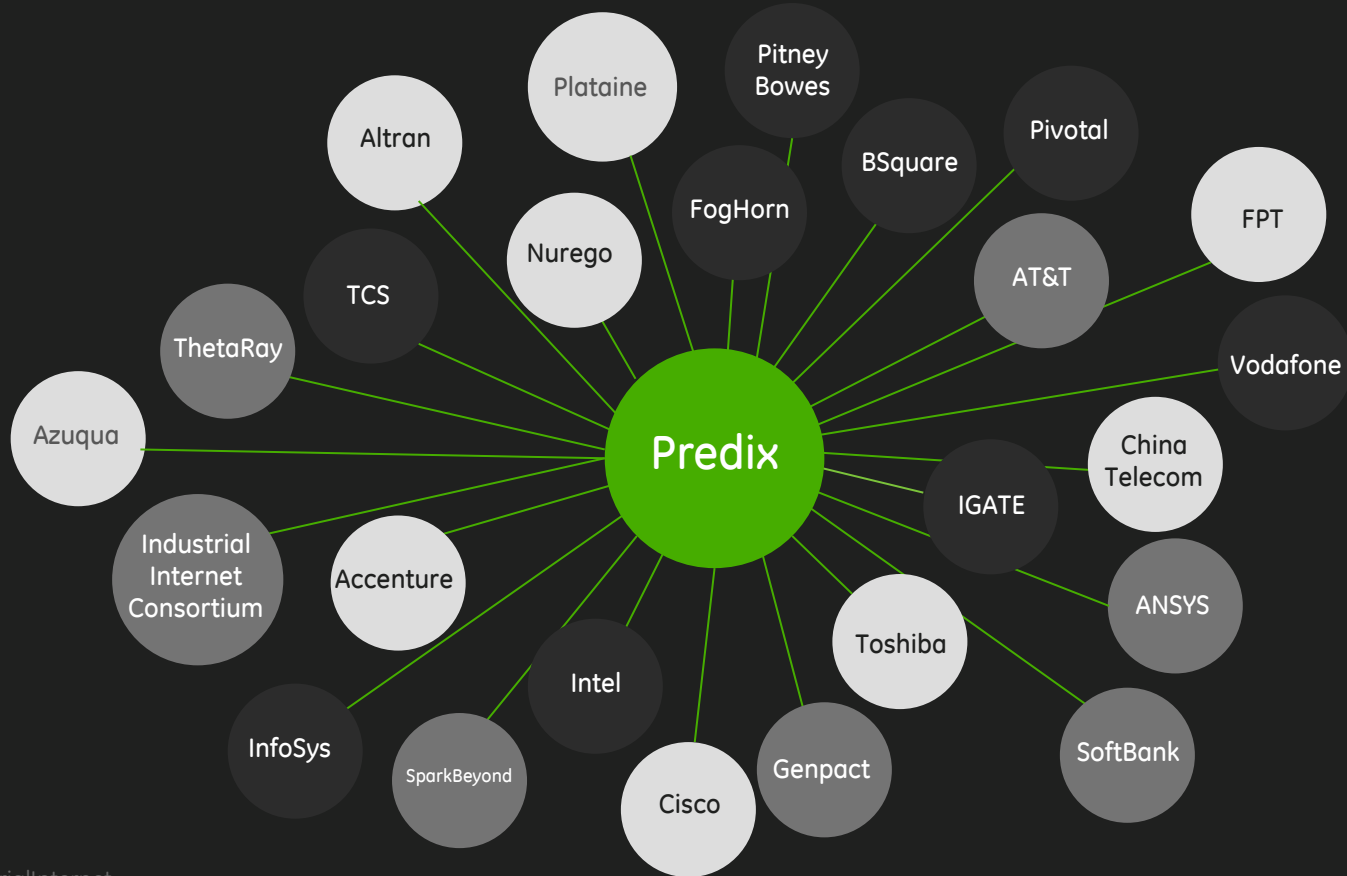 Pitney
Bowes
Plataine
Altran
Pivotal
BSquare
FogHorn
FPT
Nurego
AT&T
TCS
ThetaRay
Vodafone
Azuqua
Predix
China
Telecom
IGATE
Industrial
Internet
Consortium
Accenture
ANSYS
Toshiba
Intel
InfoSys
SoftBank
SparkBeyond
Genpact
Cisco